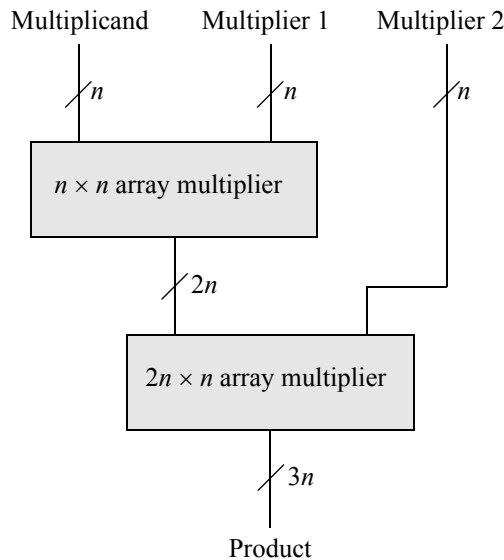 Multiplicand Multiplier 1 Multiplier 2
n n n
n × n array multiplier
2n
2n × n array multiplier
3n
Product